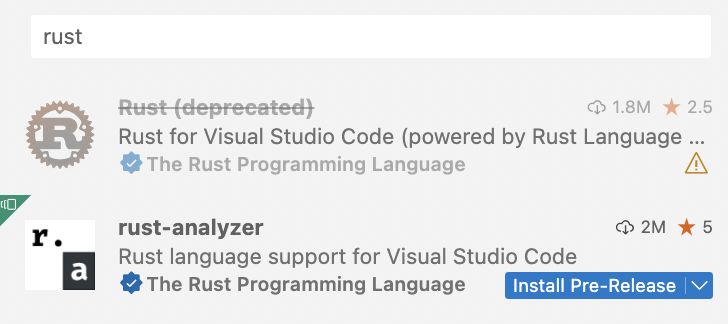 rust
Rust (deprecated) 1.8M 2.5
Rust for Visual Studio Code (powered by Rust Language ...
The Rust Programming Language
r.
a
rust-analyzer 2M 5
Rust language support for Visual Studio Code
The Rust Programming Language Install Pre-Release